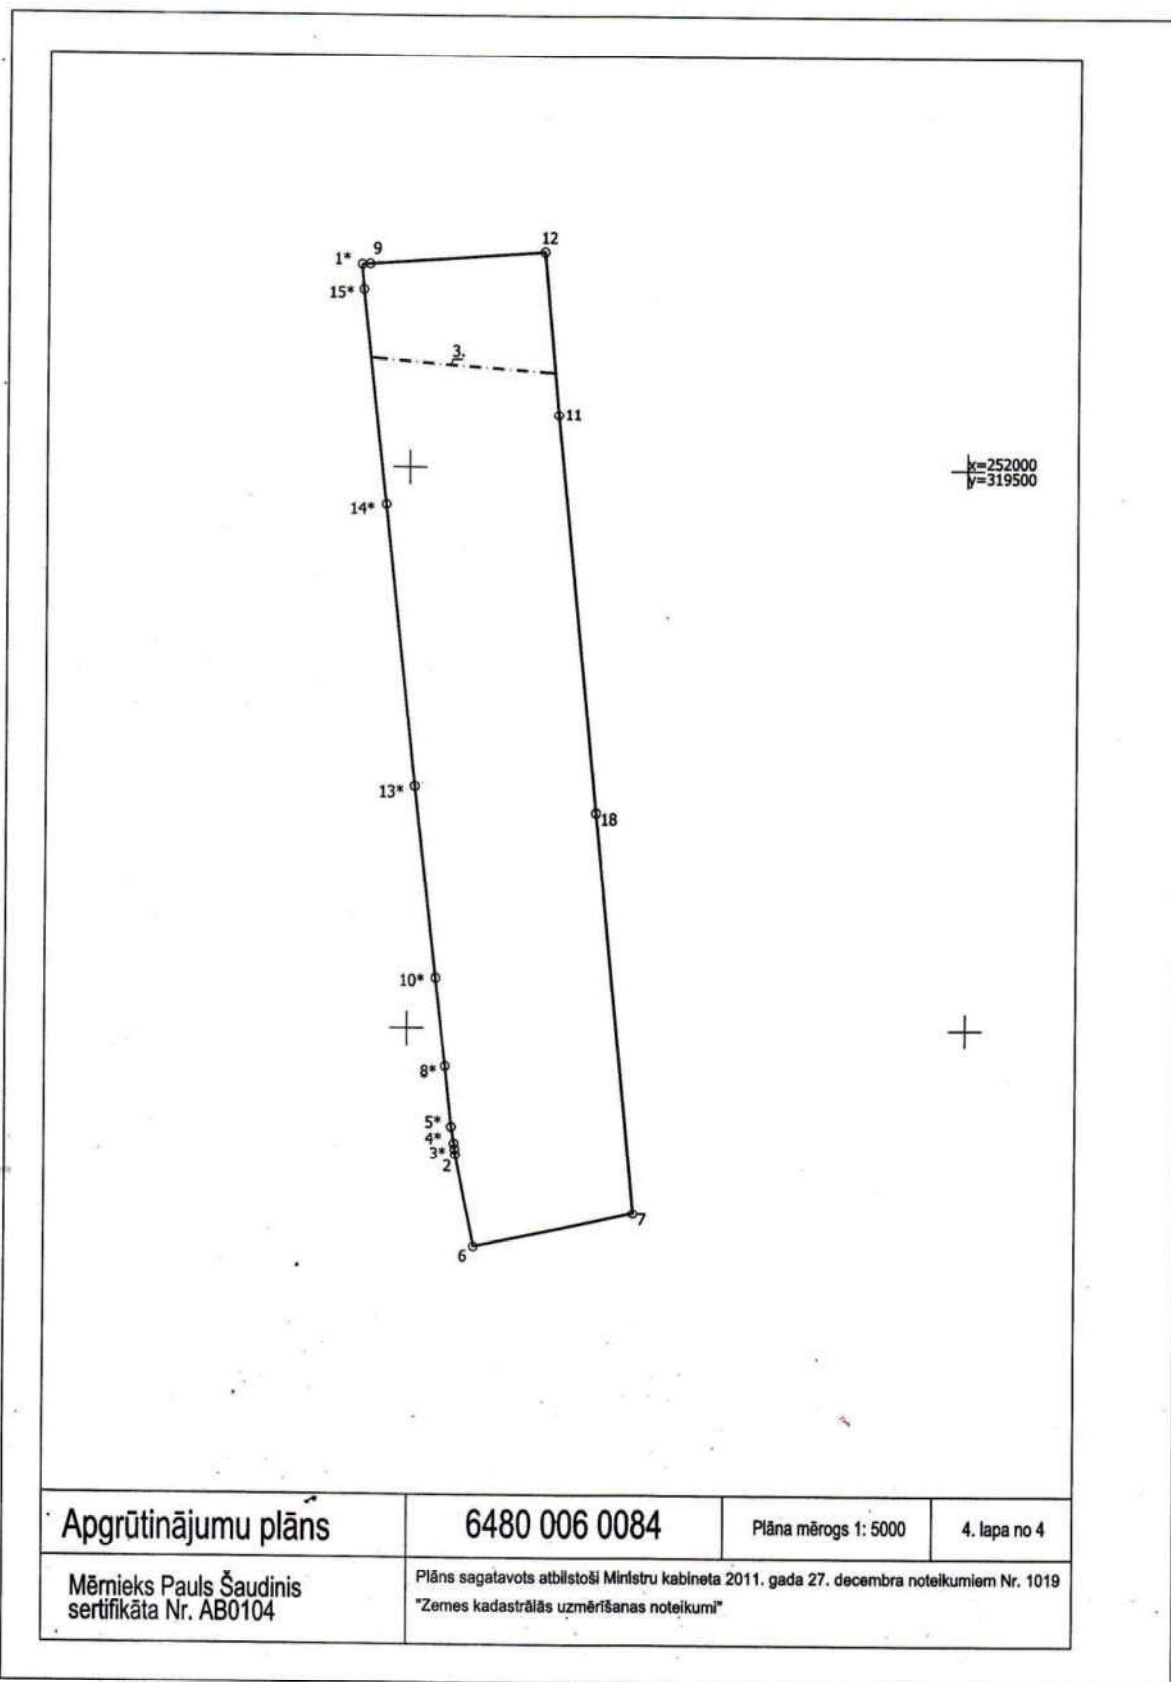 12
9
1*
15*
3.
11
x=252000
y=319500
14*
13*
18
10*
8*
5*
4*
3*
2
7
6
Apgrūtinājumu plāns
6480 006 0084
Plāna mērogs 1: 5000
4. lapa no 4
Mērnieks Pauls Šaudinis
sertifikāta Nr. AB0104
Plāns sagatavots atbilstoši Ministru kabineta 2011. gada 27. decembra noteikumiem Nr. 1019
"Zemes kadastrālās uzmērīšanas noteikumi"